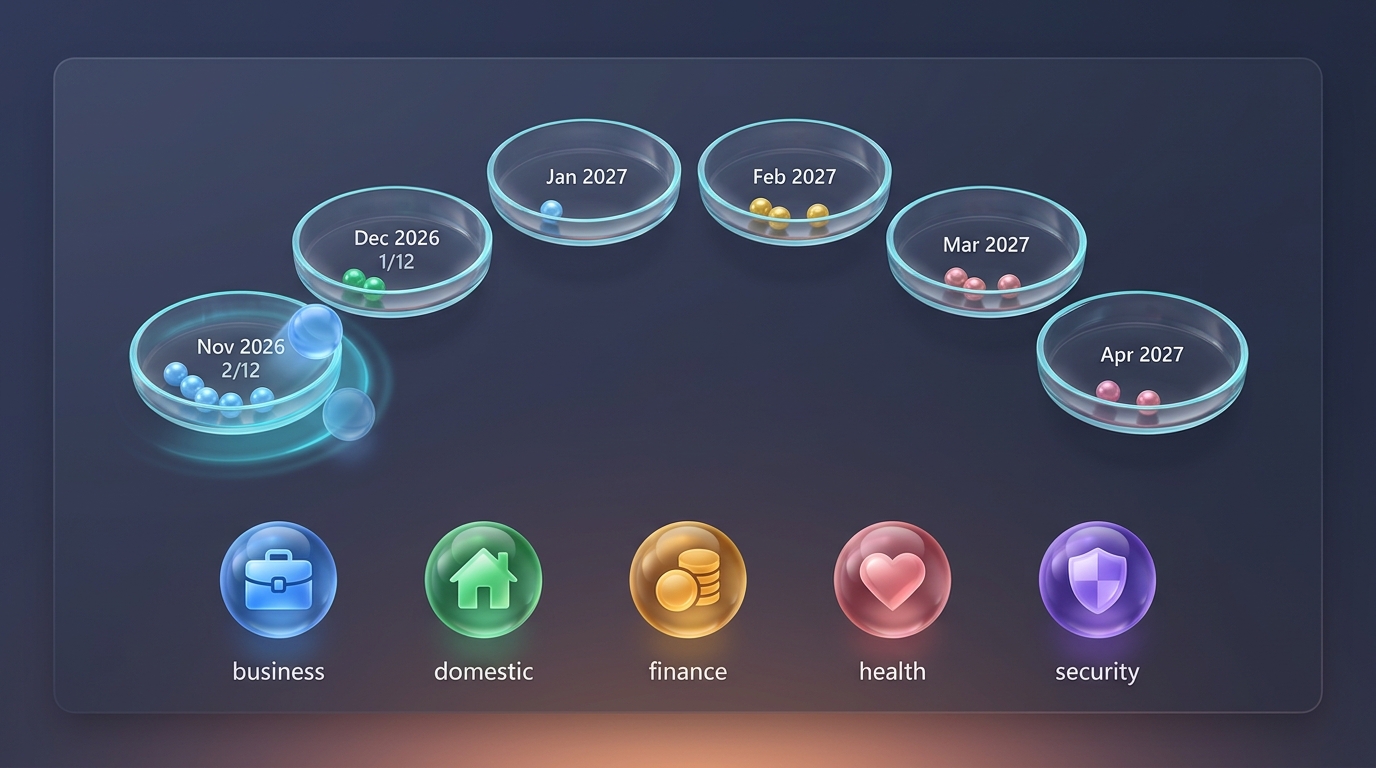 Jan 2027
Feb 2027
Dec 2026
1/12
Mar 2027
Nov 2026
2/12
Apr 2027
business
domestic
finance
health
security